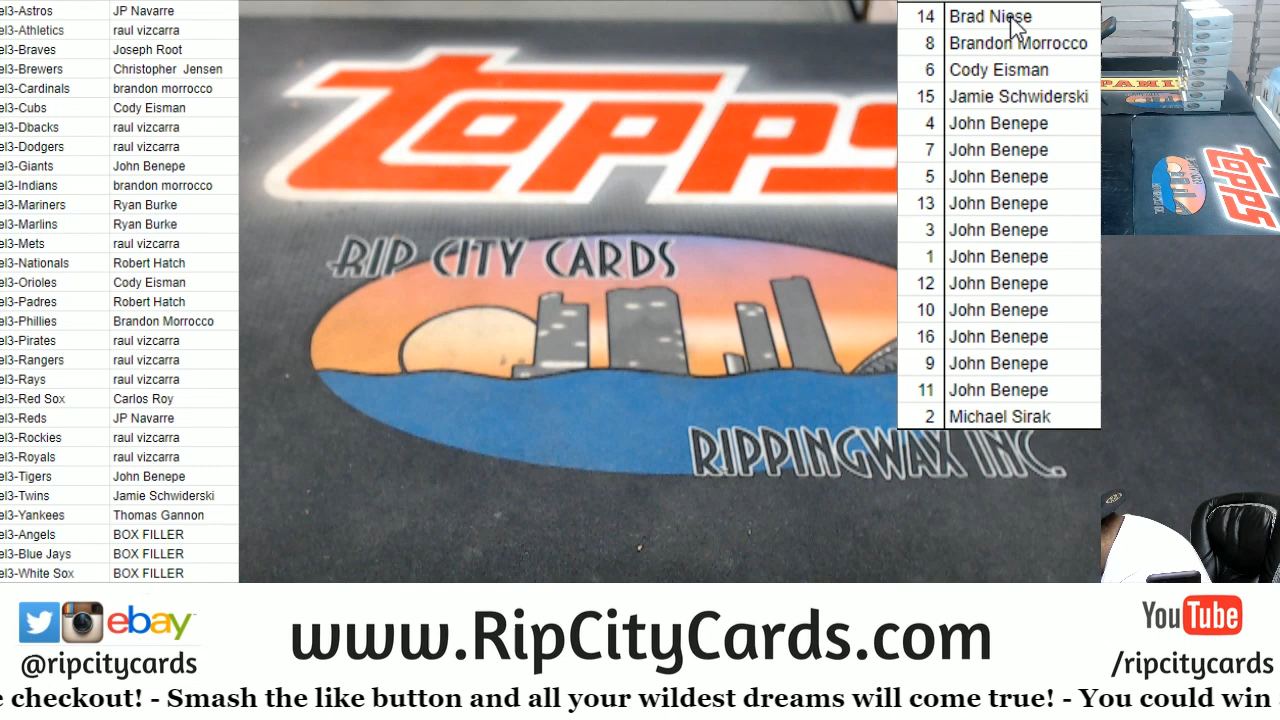 el3-Astros JP Navarre
el3-Athletics raul vizcarra
el3-Braves Joseph Root
el3-Brewers Christopher Jensen
el3-Cardinals brandon morrocco
el3-Cubs Cody Eisman
el3-Dbacks raul vizcarra
el3-Dodgers raul vizcarra
el3-Giants John Benepe
el3-Indians brandon morrocco
el3-Mariners Ryan Burke
el3-Marlins Ryan Burke
el3-Mets raul vizcarra
el3-Nationals Robert Hatch
el3-Orioles Cody Eisman
el3-Padres Robert Hatch
el3-Phillies Brandon Morrocco
el3-Pirates raul vizcarra
el3-Rangers raul vizcarra
el3-Rays raul vizcarra
el3-Red Sox Carlos Roy
el3-Reds JP Navarre
el3-Rockies raul vizcarra
el3-Royals raul vizcarra
el3-Tigers John Benepe
el3-Twins Jamie Schwiderski
el3-Yankees Thomas Gannon
el3-Angels BOX FILLER
el3-Blue Jays BOX FILLER
el3-White Sox BOX FILLER
topps
RIP CITY CARDS
RIPPINGWAX INC.
14 Brad Niese
8 Brandon Morrocco
6 Cody Eisman
15 Jamie Schwiderski
4 John Benepe
7 John Benepe
5 John Benepe
13 John Benepe
3 John Benepe
1 John Benepe
12 John Benepe
10 John Benepe
16 John Benepe
9 John Benepe
11 John Benepe
2 Michael Sirak
PANINI
topps
ebay
@ripcitycards
www.RipCityCards.com
YouTube
/ripcitycards
e checkout! - Smash the like button and all your wildest dreams will come true! - You could win